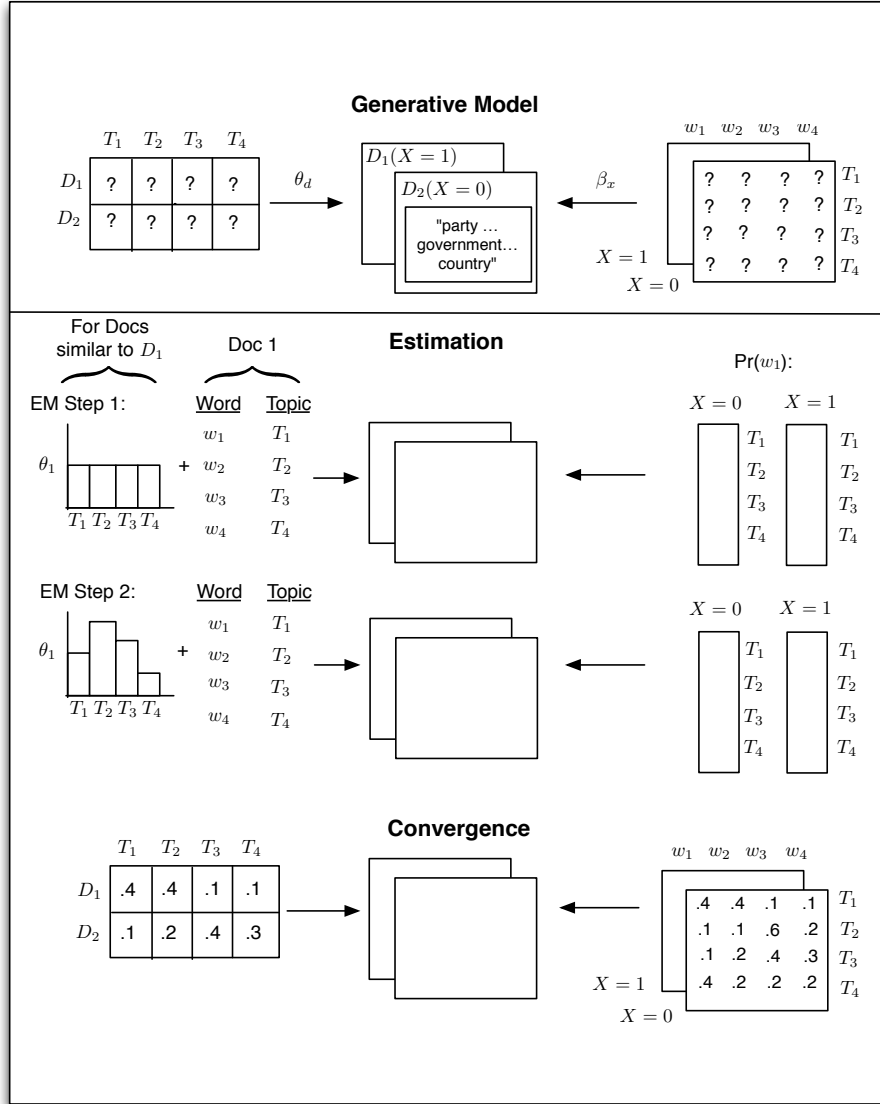 Generative Model
T₁ T₂ T₃ T₄
D₁ ? ? ? ?
D₂ ? ? ? ?
θ_d
D₁(X = 1)
D₂(X = 0)
"party ...
government...
country"
β_x
w₁ w₂ w₃ w₄
? ? ? ? T₁
? ? ? ? T₂
? ? ? ? T₃
? ? ? ? T₄
X = 1
X = 0
Estimation
For Docs
similar to D₁
Doc 1
Pr(w₁):
EM Step 1:
θ₁
T₁ T₂ T₃ T₄
+
Word Topic
w₁ T₁
w₂ T₂
w₃ T₃
w₄ T₄
X = 0 X = 1
T₁ T₁
T₂ T₂
T₃ T₃
T₄ T₄
EM Step 2:
θ₁
T₁ T₂ T₃ T₄
+
Word Topic
w₁ T₁
w₂ T₂
w₃ T₃
w₄ T₄
X = 0 X = 1
T₁ T₁
T₂ T₂
T₃ T₃
T₄ T₄
Convergence
T₁ T₂ T₃ T₄
D₁ .4 .4 .1 .1
D₂ .1 .2 .4 .3
w₁ w₂ w₃ w₄
.4 .4 .1 .1 T₁
.1 .1 .6 .2 T₂
.1 .2 .4 .3 T₃
.4 .2 .2 .2 T₄
X = 1
X = 0